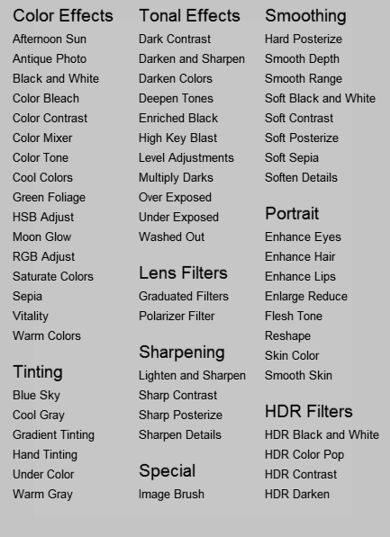 Color Effects
Afternoon Sun
Antique Photo
Black and White
Color Bleach
Color Contrast
Color Mixer
Color Tone
Cool Colors
Green Foliage
HSB Adjust
Moon Glow
RGB Adjust
Saturate Colors
Sepia
Vitality
Warm Colors
Tinting
Blue Sky
Cool Gray
Gradient Tinting
Hand Tinting
Under Color
Warm Gray
Tonal Effects
Dark Contrast
Darken and Sharpen
Darken Colors
Deepen Tones
Enriched Black
High Key Blast
Level Adjustments
Multiply Darks
Over Exposed
Under Exposed
Washed Out
Lens Filters
Graduated Filters
Polarizer Filter
Sharpening
Lighten and Sharpen
Sharp Contrast
Sharp Posterize
Sharpen Details
Special
Image Brush
Smoothing
Hard Posterize
Smooth Depth
Smooth Range
Soft Black and White
Soft Contrast
Soft Posterize
Soft Sepia
Soften Details
Portrait
Enhance Eyes
Enhance Hair
Enhance Lips
Enlarge Reduce
Flesh Tone
Reshape
Skin Color
Smooth Skin
HDR Filters
HDR Black and White
HDR Color Pop
HDR Contrast
HDR Darken